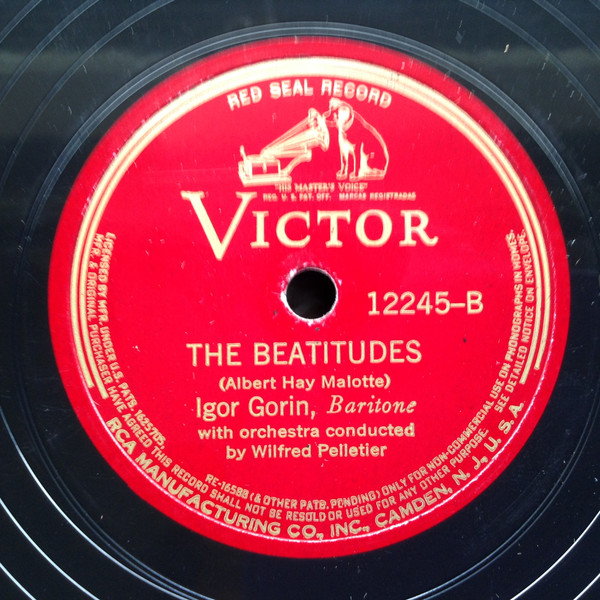 RED SEAL RECORD
"HIS MASTER'S VOICE"
REG. U. S. PAT. OFF. MARCAS REGISTRADAS
VICTOR
12245-B
THE BEATITUDES
(Albert Hay Malotte)
Igor Gorin, Baritone
with orchestra conducted
by Wilfred Pelletier
LICENSED BY MFR. UNDER U.S. PATS. 1625705, RE-16588 (& OTHER PATS. PENDING) ONLY FOR NON-COMMERCIAL USE ON PHONOGRAPHS IN HOMES.
MFR. & ORIGINAL PURCHASER HAVE AGREED THIS RECORD SHALL NOT BE RESOLD OR USED FOR ANY OTHER PURPOSE. SEE DETAILED NOTICE ON ENVELOPE.
RCA MANUFACTURING CO., INC., CAMDEN, N. J., U. S. A.